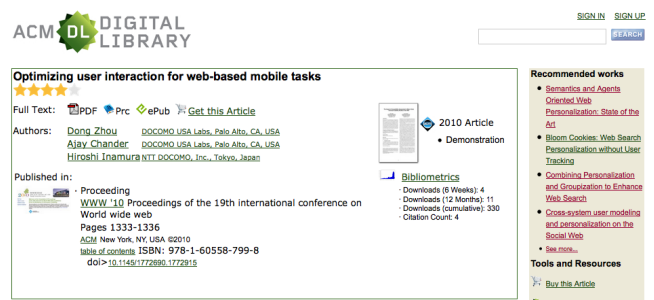 SIGN IN SIGN UP
ACM DL DIGITAL LIBRARY
SEARCH
Optimizing user interaction for web-based mobile tasks
Full Text: PDF Prc ePub Get this Article
Authors: Dong Zhou DOCOMO USA Labs, Palo Alto, CA, USA
Ajay Chander DOCOMO USA Labs, Palo Alto, CA, USA
Hiroshi Inamura NTT DOCOMO, Inc., Tokyo, Japan
Published in:
· Proceeding
WWW '10 Proceedings of the 19th international conference on
World wide web
Pages 1333-1336
ACM New York, NY, USA ©2010
table of contents ISBN: 978-1-60558-799-8
doi>10.1145/1772690.1772915
2010 Article
• Demonstration
Bibliometrics
· Downloads (6 Weeks): 4
· Downloads (12 Months): 11
· Downloads (cumulative): 330
· Citation Count: 4
Recommended works
• Semantics and Agents
Oriented Web
Personalization: State of the
Art
• Bloom Cookies: Web Search
Personalization without User
Tracking
• Combining Personalization
and Groupization to Enhance
Web Search
• Cross-system user modeling
and personalization on the
Social Web
• See more...
Tools and Resources
Buy this Article